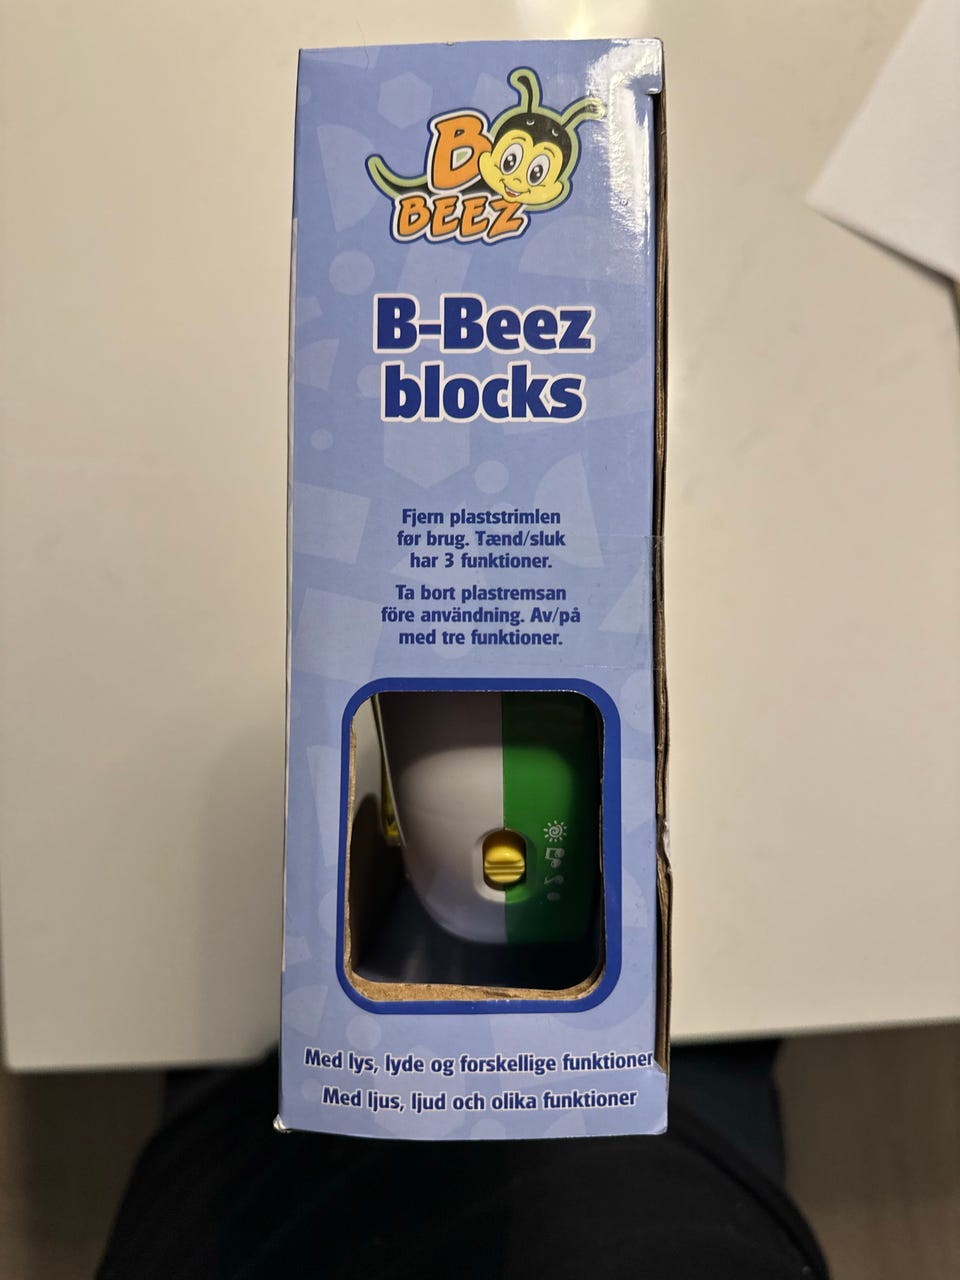 B
BEEZ
B-Beez
blocks
Fjern plaststrimlen
før brug. Tænd/sluk
har 3 funktioner.
Ta bort plastremsan
före användning. Av/på
med tre funktioner.
Med lys, lyde og forskellige funktioner
Med ljus, ljud och olika funktioner